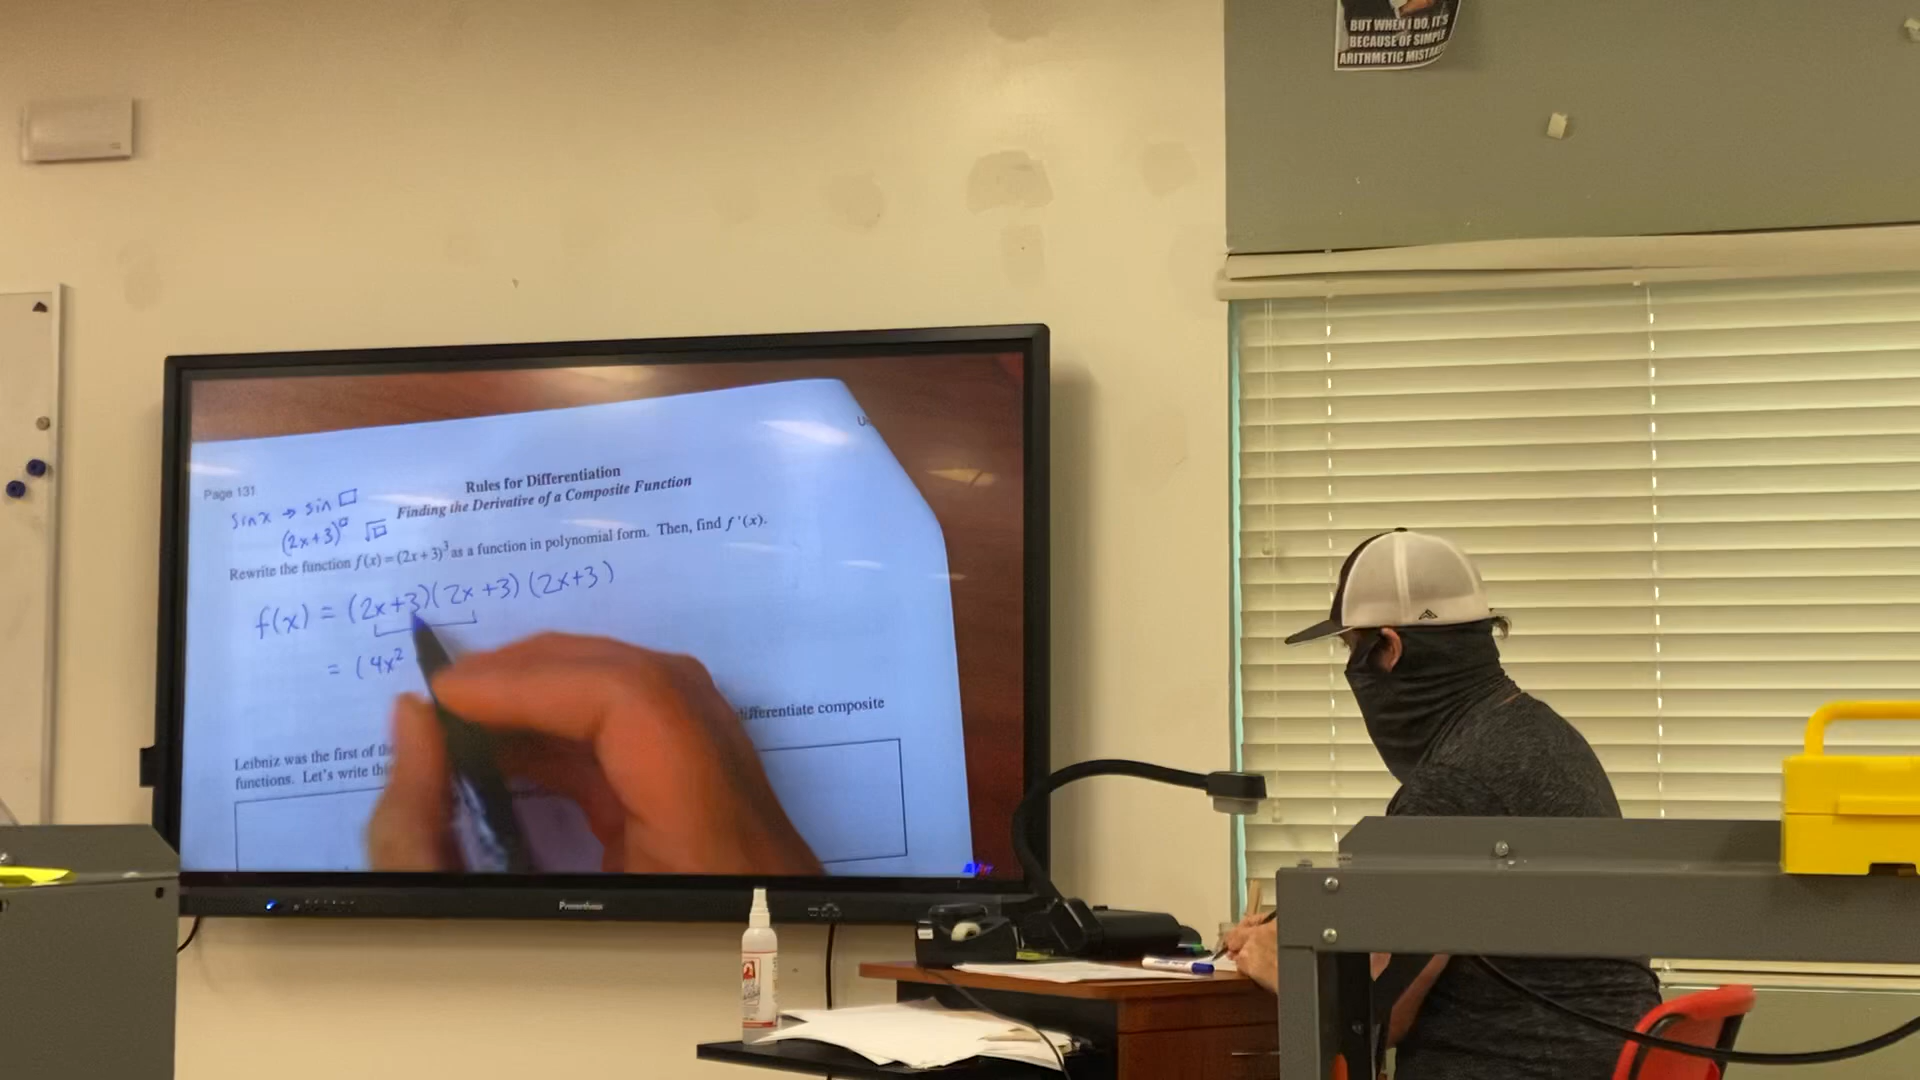 BUT WHEN I DO, IT'S
BECAUSE OF SIMPLE
ARITHMETIC
Page 131
Rules for Differentiation
Finding the Derivative of a Composite Function
sin x → sin □
(2x+3)^□ √□
Rewrite the function f(x) = (2x + 3)³ as a function in polynomial form. Then, find f '(x).
f(x) = (2x+3)(2x+3)(2x+3)
= (4x²
differentiate composite
Leibniz was the first of the
functions. Let's write
Promethean